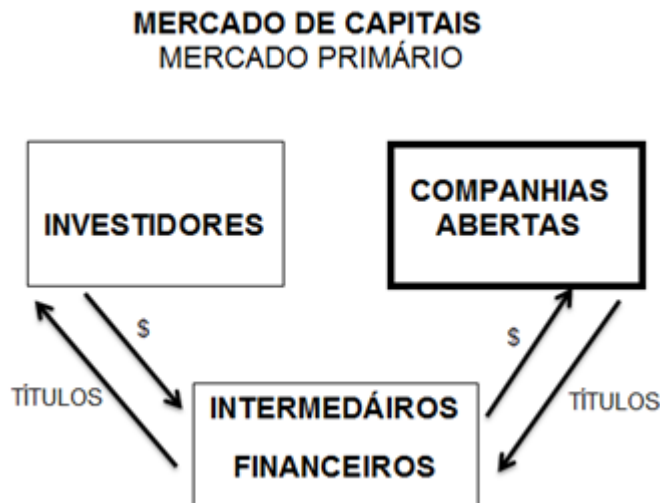 MERCADO DE CAPITAIS
MERCADO PRIMÁRIO
INVESTIDORES
COMPANHIAS
ABERTAS
$
$
TÍTULOS
TÍTULOS
INTERMEDÁIROS
FINANCEIROS